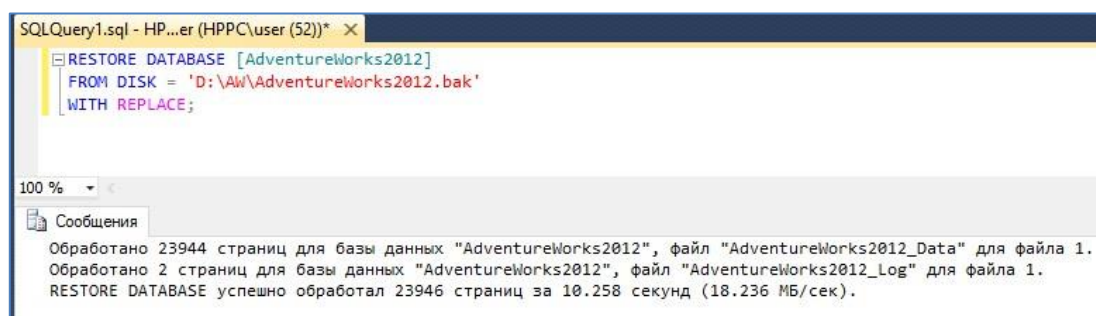 SQLQuery1.sql - HP...er (HPPC\user (52))*
RESTORE DATABASE [AdventureWorks2012]
FROM DISK = 'D:\AW\AdventureWorks2012.bak'
WITH REPLACE;
100 %
Сообщения
Обработано 23944 страниц для базы данных "AdventureWorks2012", файл "AdventureWorks2012_Data" для файла 1.
Обработано 2 страниц для базы данных "AdventureWorks2012", файл "AdventureWorks2012_Log" для файла 1.
RESTORE DATABASE успешно обработал 23946 страниц за 10.258 секунд (18.236 МБ/сек).